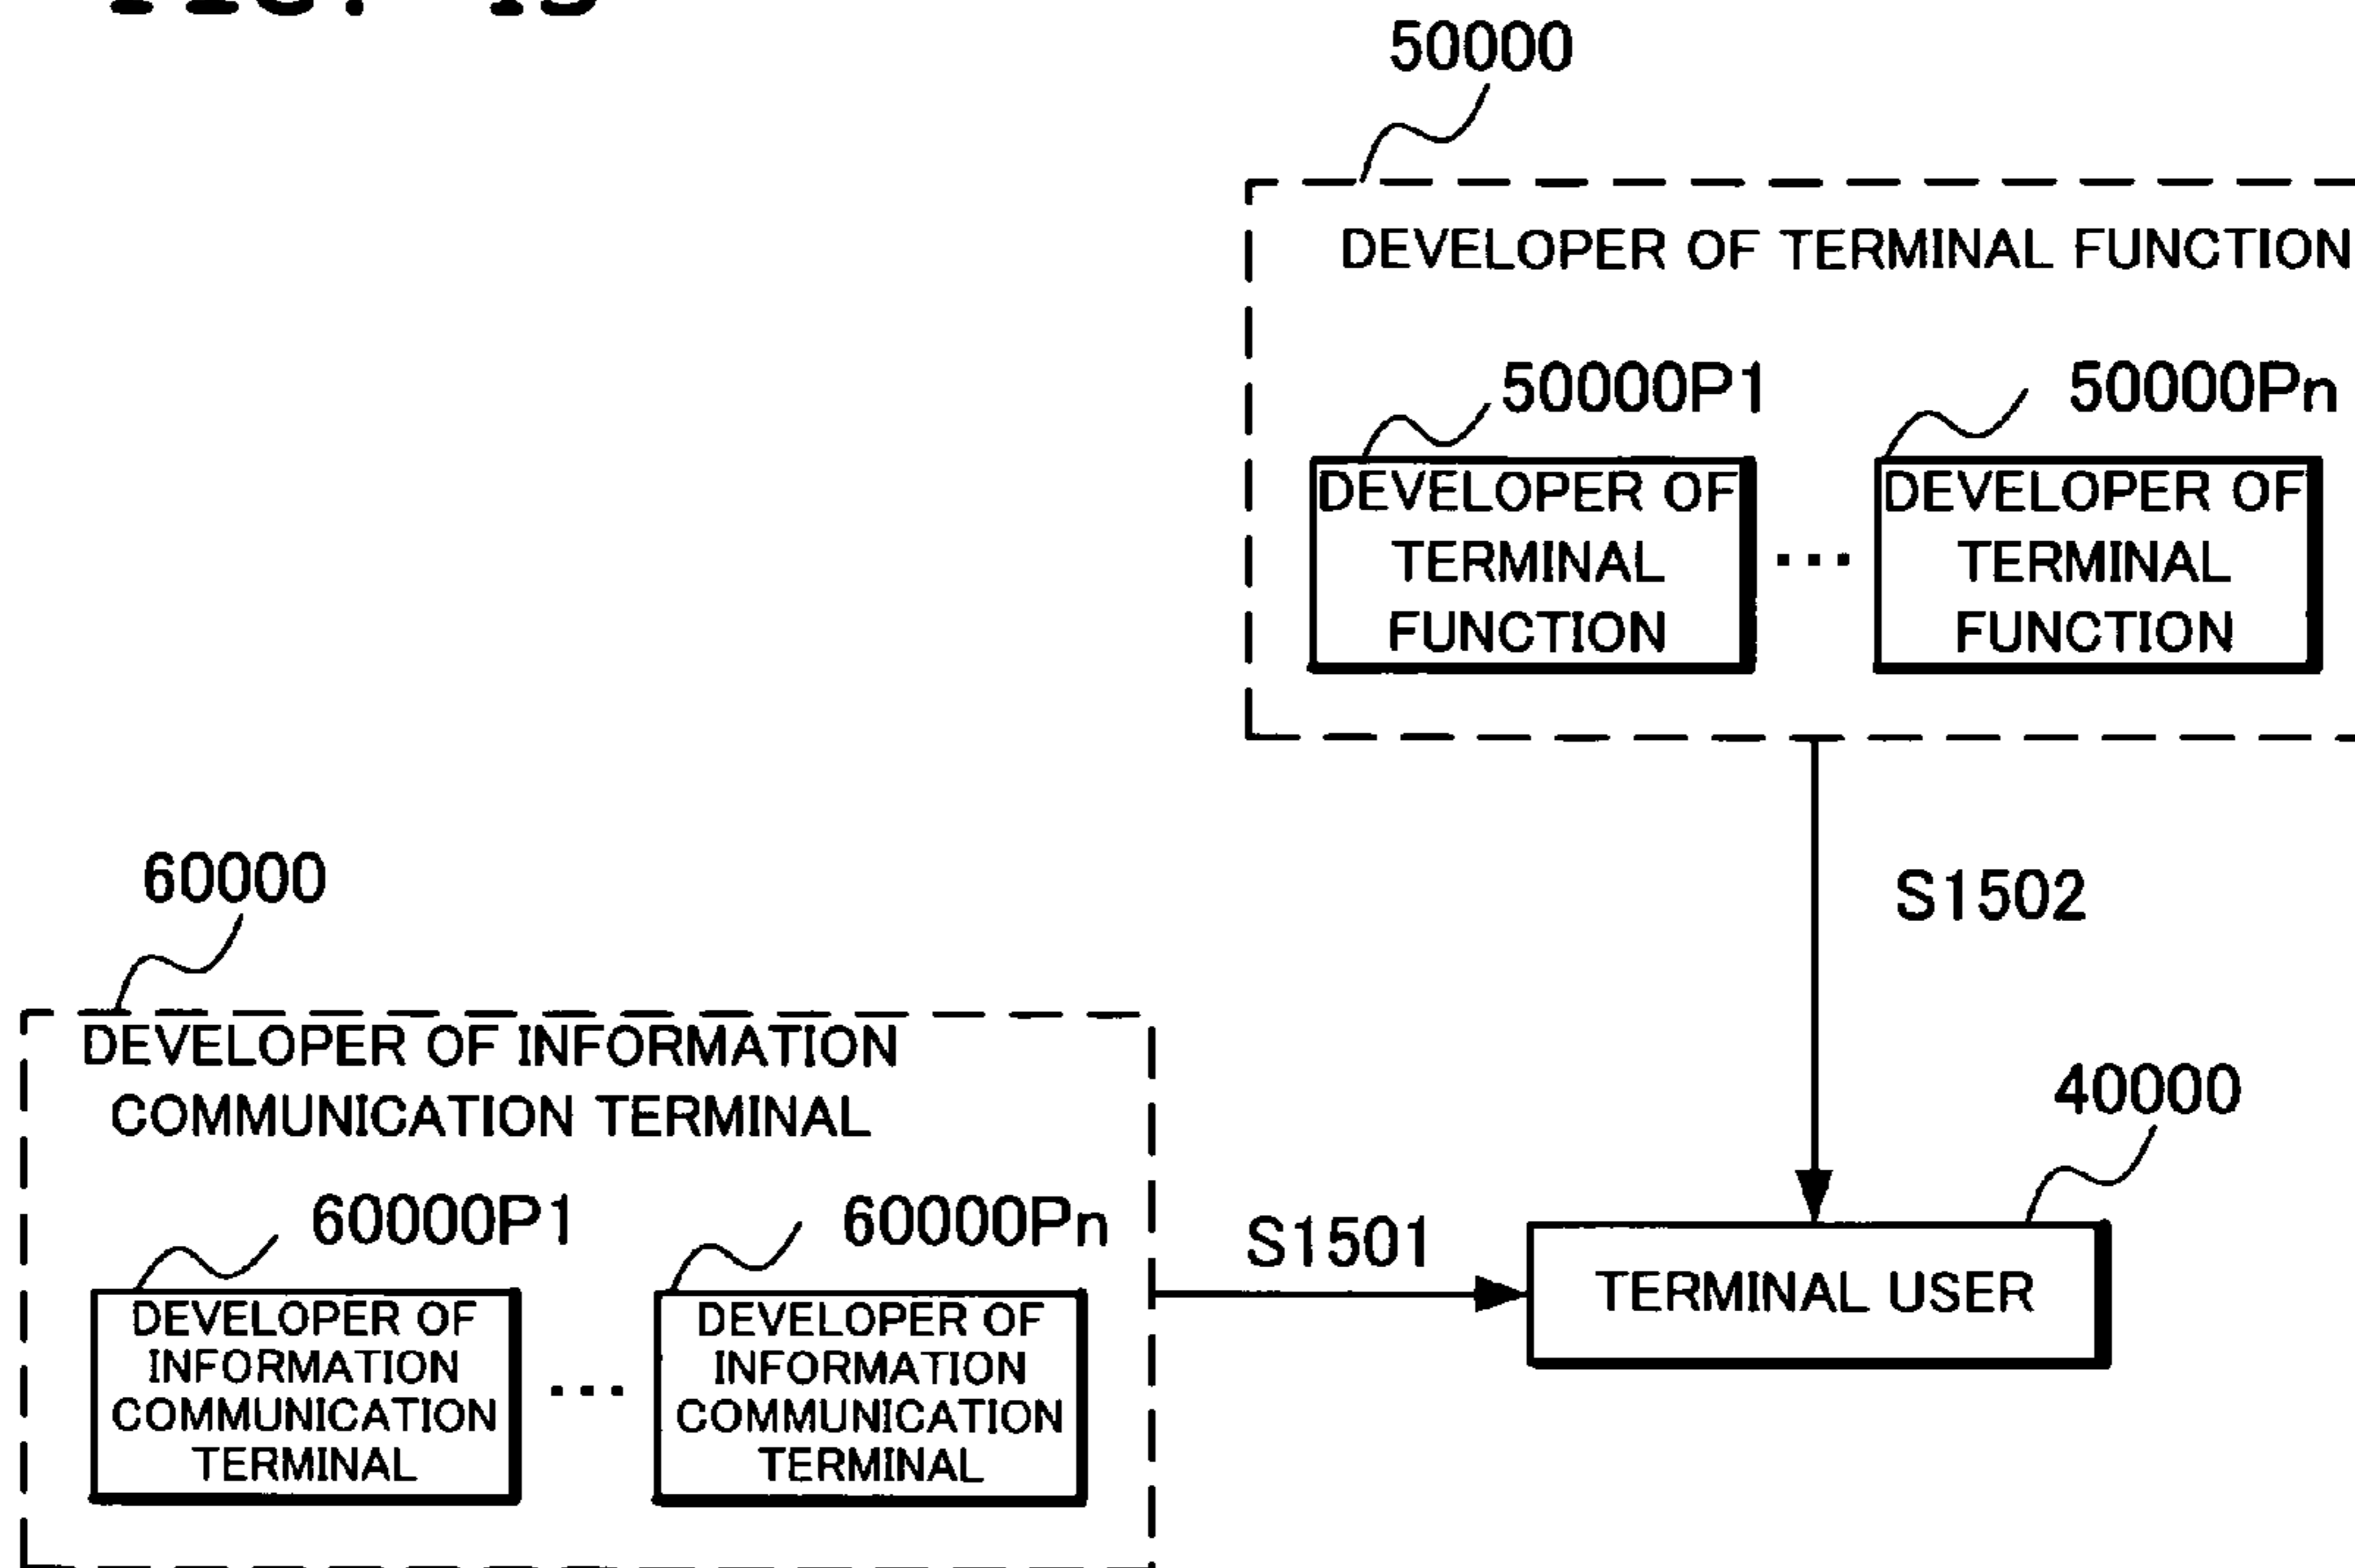 50000
DEVELOPER OF TERMINAL FUNCTION
50000P1
50000Pn
DEVELOPER OF
TERMINAL
FUNCTION
...
DEVELOPER OF
TERMINAL
FUNCTION
S1502
60000
DEVELOPER OF INFORMATION
COMMUNICATION TERMINAL
60000P1
60000Pn
DEVELOPER OF
INFORMATION
COMMUNICATION
TERMINAL
...
DEVELOPER OF
INFORMATION
COMMUNICATION
TERMINAL
S1501
40000
TERMINAL USER